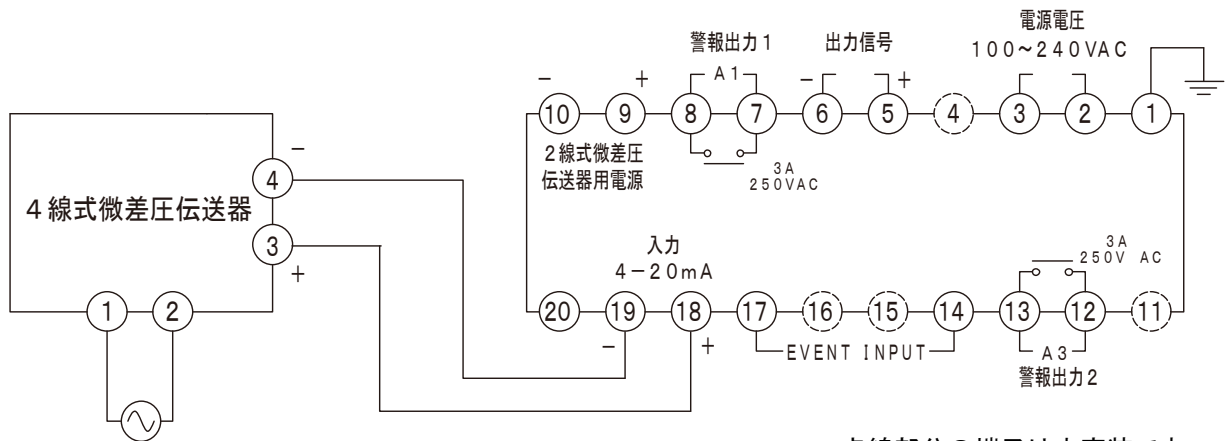 電源電圧
100～240VAC
警報出力1
出力信号
A1
－
＋
－
＋
10
9
8
7
6
5
4
3
2
1
2線式微差圧
伝送器用電源
3A
250VAC
4線式微差圧伝送器
－
4
3
＋
1
2
入力
4－20mA
3A
250V AC
20
19
18
17
16
15
14
13
12
11
－
＋
EVENT INPUT
A3
警報出力2